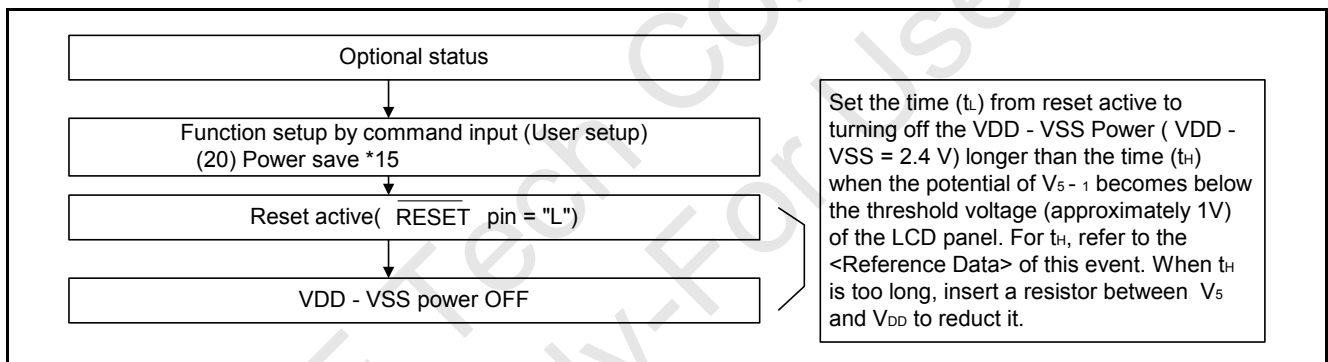 Optional status
Function setup by command input (User setup)
(20) Power save *15
Reset active( RESET pin = "L")
VDD - VSS power OFF
Set the time (tL) from reset active to
turning off the VDD - VSS Power ( VDD -
VSS = 2.4 V) longer than the time (tH)
when the potential of V5 - 1 becomes below
the threshold voltage (approximately 1V)
of the LCD panel. For tH, refer to the
<Reference Data> of this event. When tH
is too long, insert a resistor between V5
and VDD to reduct it.